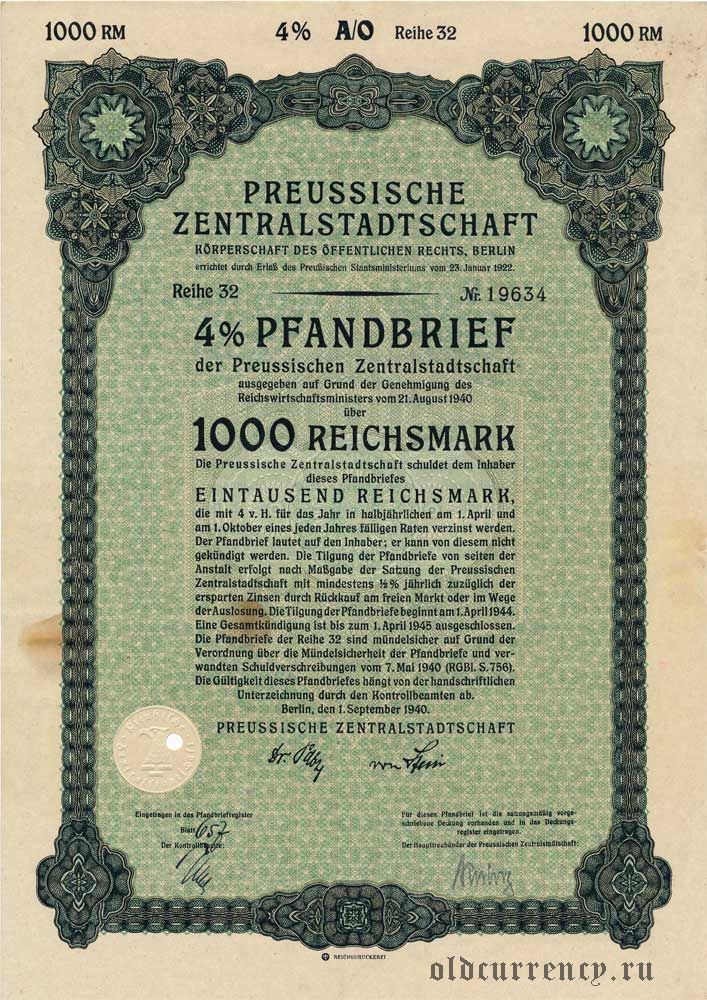 1000 RM 4% A/O Reihe 32 1000 RM
PREUSSISCHE
ZENTRALSTADTSCHAFT
KÖRPERSCHAFT DES ÖFFENTLICHEN RECHTS, BERLIN
errichtet durch Erlaß des Preußischen Staatsministeriums vom 23. Januar 1922.
Reihe 32 Nr. 19634
4% PFANDBRIEF
der Preussischen Zentralstadtschaft
ausgegeben auf Grund der Genehmigung des
Reichswirtschaftsministers vom 21. August 1940
über
1000 REICHSMARK
Die Preussische Zentralstadtschaft schuldet dem Inhaber
dieses Pfandbriefes
EINTAUSEND REICHSMARK,
die mit 4 v. H. für das Jahr in halbjährlichen am 1. April und
am 1. Oktober eines jeden Jahres fälligen Raten verzinst werden.
Der Pfandbrief lautet auf den Inhaber; er kann von diesem nicht
gekündigt werden. Die Tilgung der Pfandbriefe von seiten der
Anstalt erfolgt nach Maßgabe der Satzung der Preussischen
Zentralstadtschaft mit mindestens ½% jährlich zuzüglich der
ersparten Zinsen durch Rückkauf am freien Markt oder im Wege
der Auslosung. Die Tilgung der Pfandbriefe beginnt am 1. April 1944.
Eine Gesamtkündigung ist bis zum 1. April 1945 ausgeschlossen.
Die Pfandbriefe der Reihe 32 sind mündelsicher auf Grund der
Verordnung über die Mündelsicherheit der Pfandbriefe und ver-
wandten Schuldverschreibungen vom 7. Mai 1940 (RGBl. S. 756).
Die Gültigkeit dieses Pfandbriefes hängt von der handschriftlichen
Unterzeichnung durch den Kontrollbeamten ab.
Berlin, den 1. September 1940.
PREUSSISCHE ZENTRALSTADTSCHAFT
Eingetragen in das Pfandbriefregister
Blatt 657
Der Kontrollbeamte:
Für diesen Pfandbrief ist die satzungsmäßig vorge-
schriebene Deckung vorhanden und in das Deckungs-
register eingetragen.
Der Haupttreuhänder der Preussischen Zentralstadtschaft:
REICHSDRUCKEREI
oldcurrency.ru